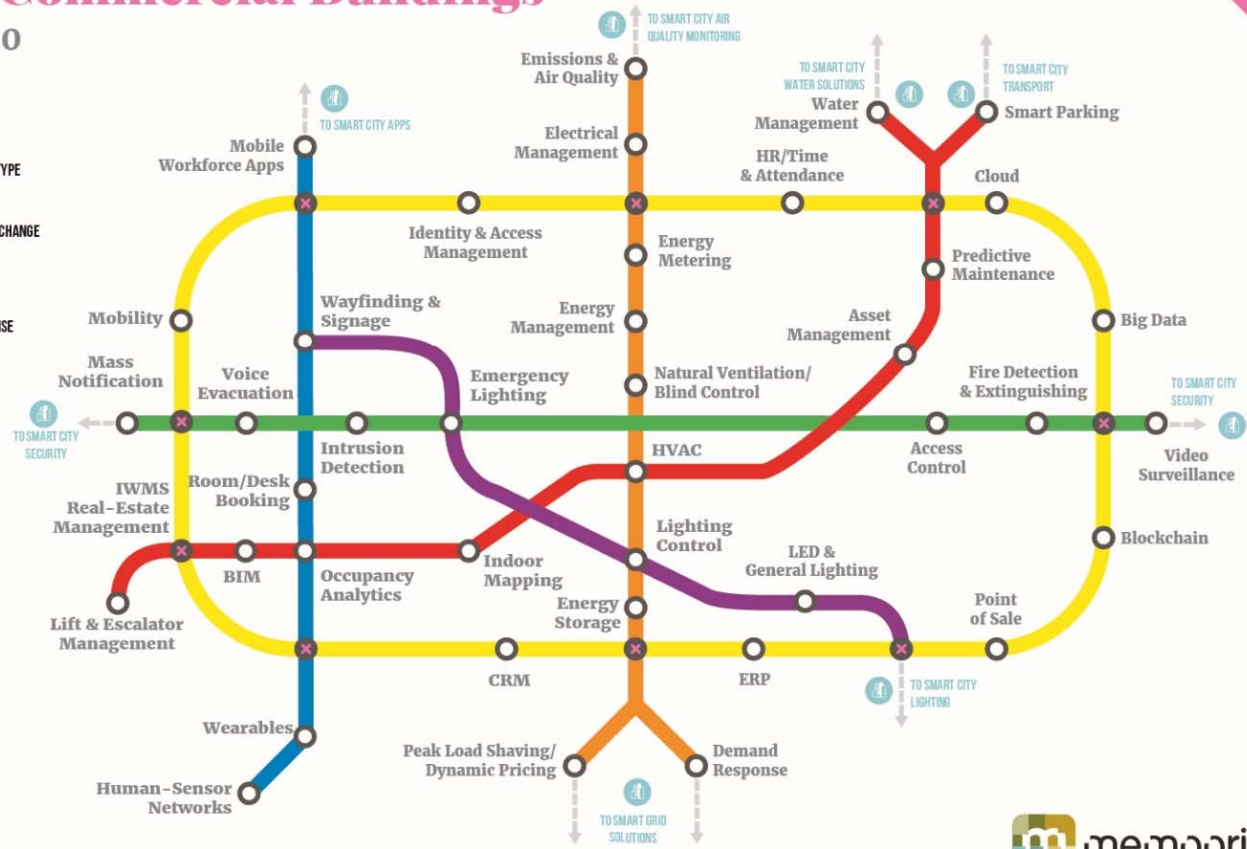 Commercial Buildings
0
TYPE
CHANGE
SE
TO SMART CITY AIR
QUALITY MONITORING
Emissions &
Air Quality
TO SMART CITY
WATER SOLUTIONS
TO SMART CITY
TRANSPORT
Water
Management
Smart Parking
TO SMART CITY APPS
Mobile
Workforce Apps
Electrical
Management
HR/Time
& Attendance
Cloud
Identity & Access
Management
Energy
Metering
Predictive
Maintenance
Wayfinding &
Signage
Mobility
Energy
Management
Asset
Management
Big Data
Mass
Notification
Voice
Evacuation
Emergency
Lighting
Natural Ventilation/
Blind Control
Fire Detection
& Extinguishing
TO SMART CITY
SECURITY
TO SMART CITY
SECURITY
Intrusion
Detection
HVAC
Access
Control
Video
Surveillance
IWMS
Real-Estate
Management
Room/Desk
Booking
Lighting
Control
LED &
General Lighting
Blockchain
BIM
Occupancy
Analytics
Indoor
Mapping
Energy
Storage
Point
of Sale
Lift & Escalator
Management
CRM
ERP
TO SMART CITY
LIGHTING
Wearables
Peak Load Shaving/
Dynamic Pricing
Demand
Response
Human-Sensor
Networks
TO SMART GRID
SOLUTIONS
m memoori